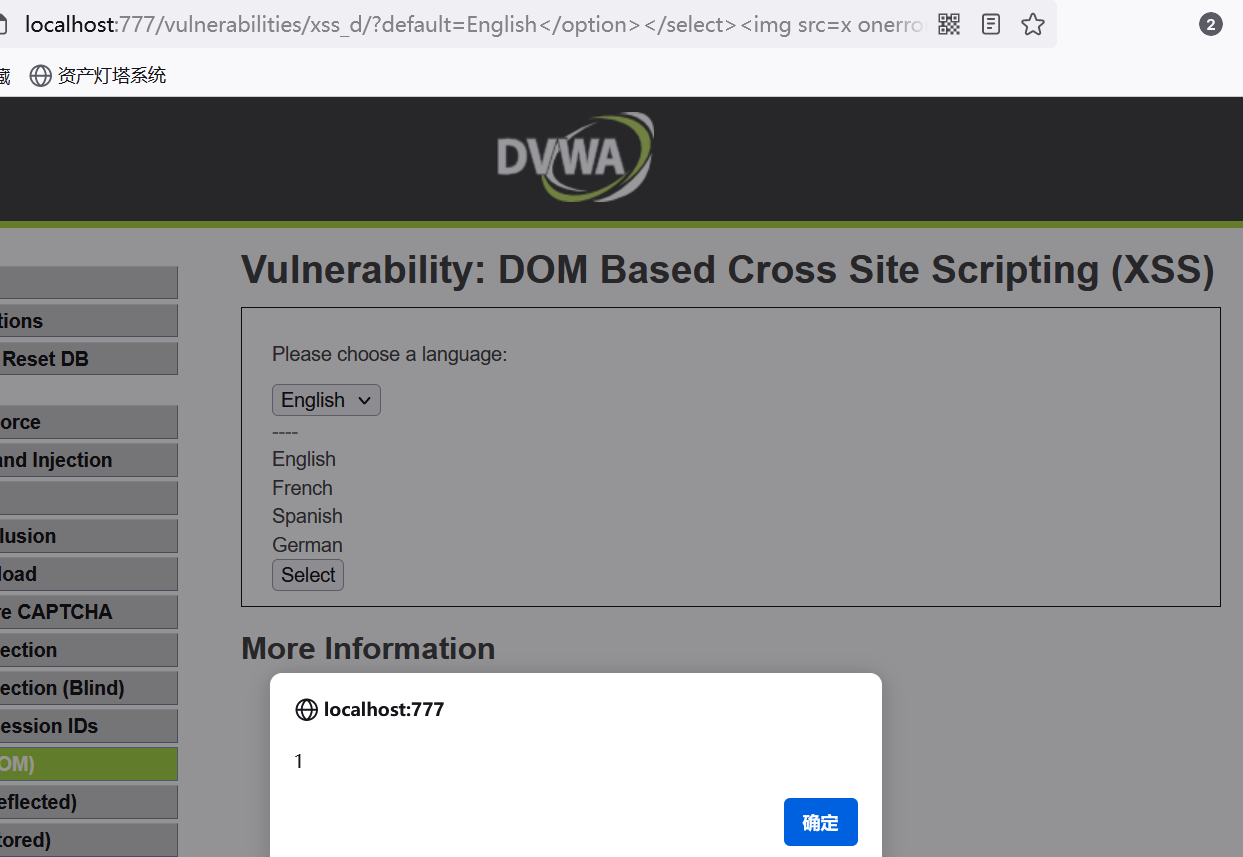 localhost:777/vulnerabilities/xss_d/?default=English</option></select><img src=x onerro
2
藏
资产灯塔系统
DVWA
Vulnerability: DOM Based Cross Site Scripting (XSS)
tions
Reset DB
orce
and Injection
lusion
load
re CAPTCHA
ection
ection (Blind)
ession IDs
OM)
eflected)
tored)
Please choose a language:
English
----
English
French
Spanish
German
Select
More Information
localhost:777
1
确定